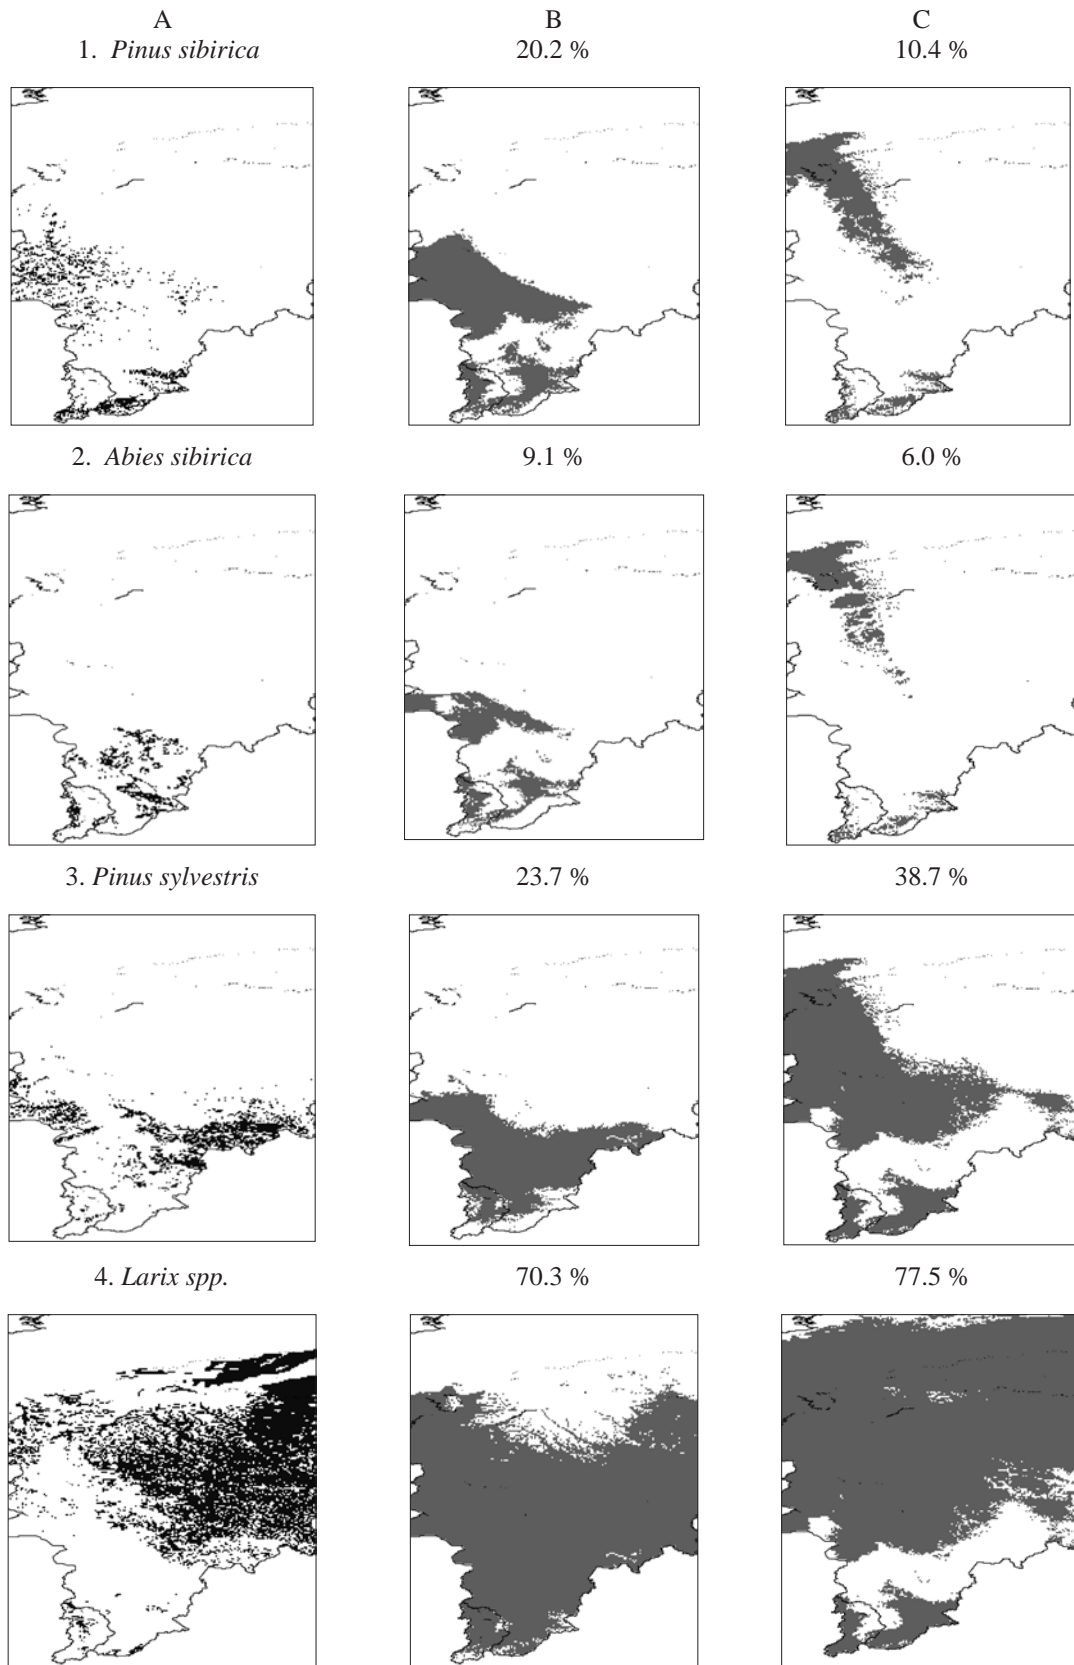 A B C
1. Pinus sibirica 20.2 % 10.4 %
2. Abies sibirica 9.1 % 6.0 %
3. Pinus sylvestris 23.7 % 38.7 %
4. Larix spp. 70.3 % 77.5 %